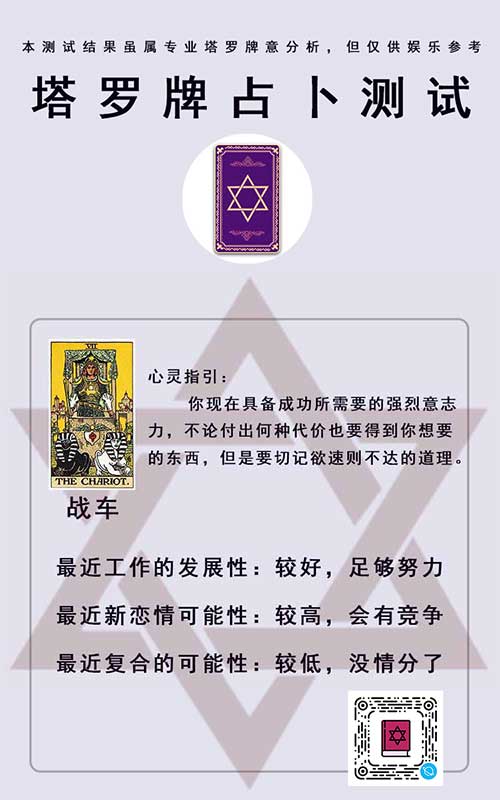 本测试结果虽属专业塔罗牌意分析，但仅供娱乐参考
塔罗牌占卜测试
VII
THE CHARIOT.
战车
心灵指引：
你现在具备成功所需要的强烈意志
力，不论付出何种代价也要得到你想要
的东西，但是要切记欲速则不达的道理。
最近工作的发展性：较好，足够努力
最近新恋情可能性：较高，会有竞争
最近复合的可能性：较低，没情分了